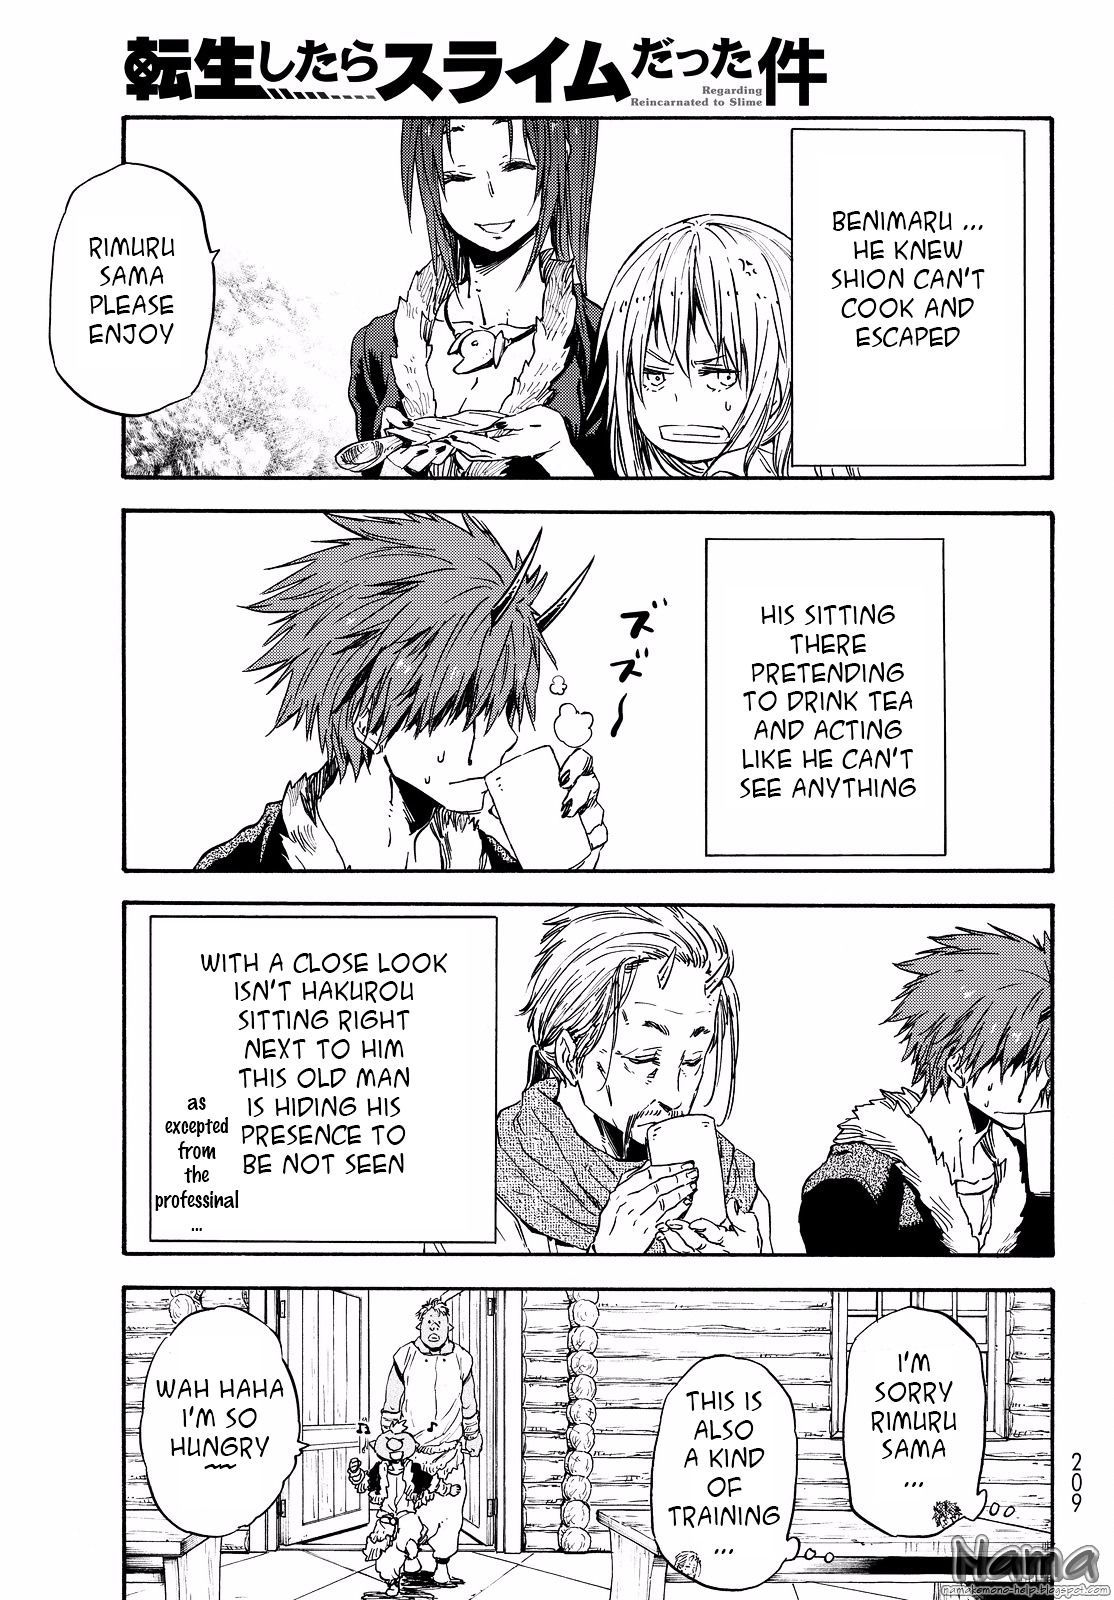 転生したらスライムだった件
Regarding
Reincarnated to Slime
BENIMARU ...
HE KNEW
SHION CAN'T
COOK AND
ESCAPED
RIMURU
SAMA
PLEASE
ENJOY
HIS SITTING
THERE
PRETENDING
TO DRINK TEA
AND ACTING
LIKE HE CAN'T
SEE ANYTHING
ズズ〜
WITH A CLOSE LOOK
ISN'T HAKUROU
SITTING RIGHT
NEXT TO HIM
THIS OLD MAN
IS HIDING HIS
PRESENCE TO
BE NOT SEEN
as
excepted
from
the
professinal
...
I'M
SORRY
RIMURU
SAMA
...
THIS IS
ALSO
A KIND
OF
TRAINING
...
WAH HAHA
I'M SO
HUNGRY
~
209
Nama
namakemono-help.blogspot.com